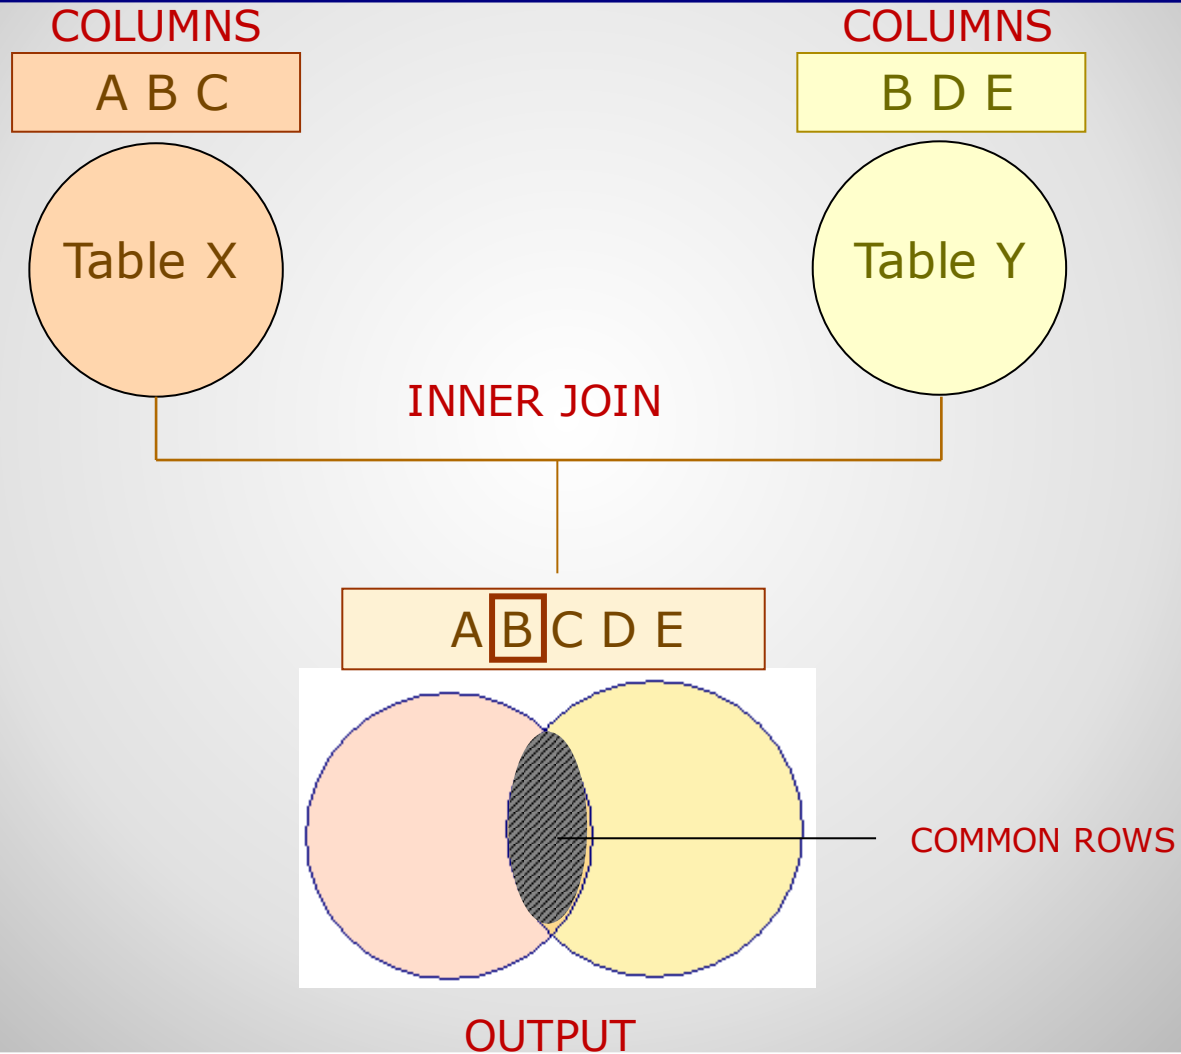 COLUMNS
COLUMNS
A B C
B D E
Table X
Table Y
INNER JOIN
A B C D E
COMMON ROWS
OUTPUT